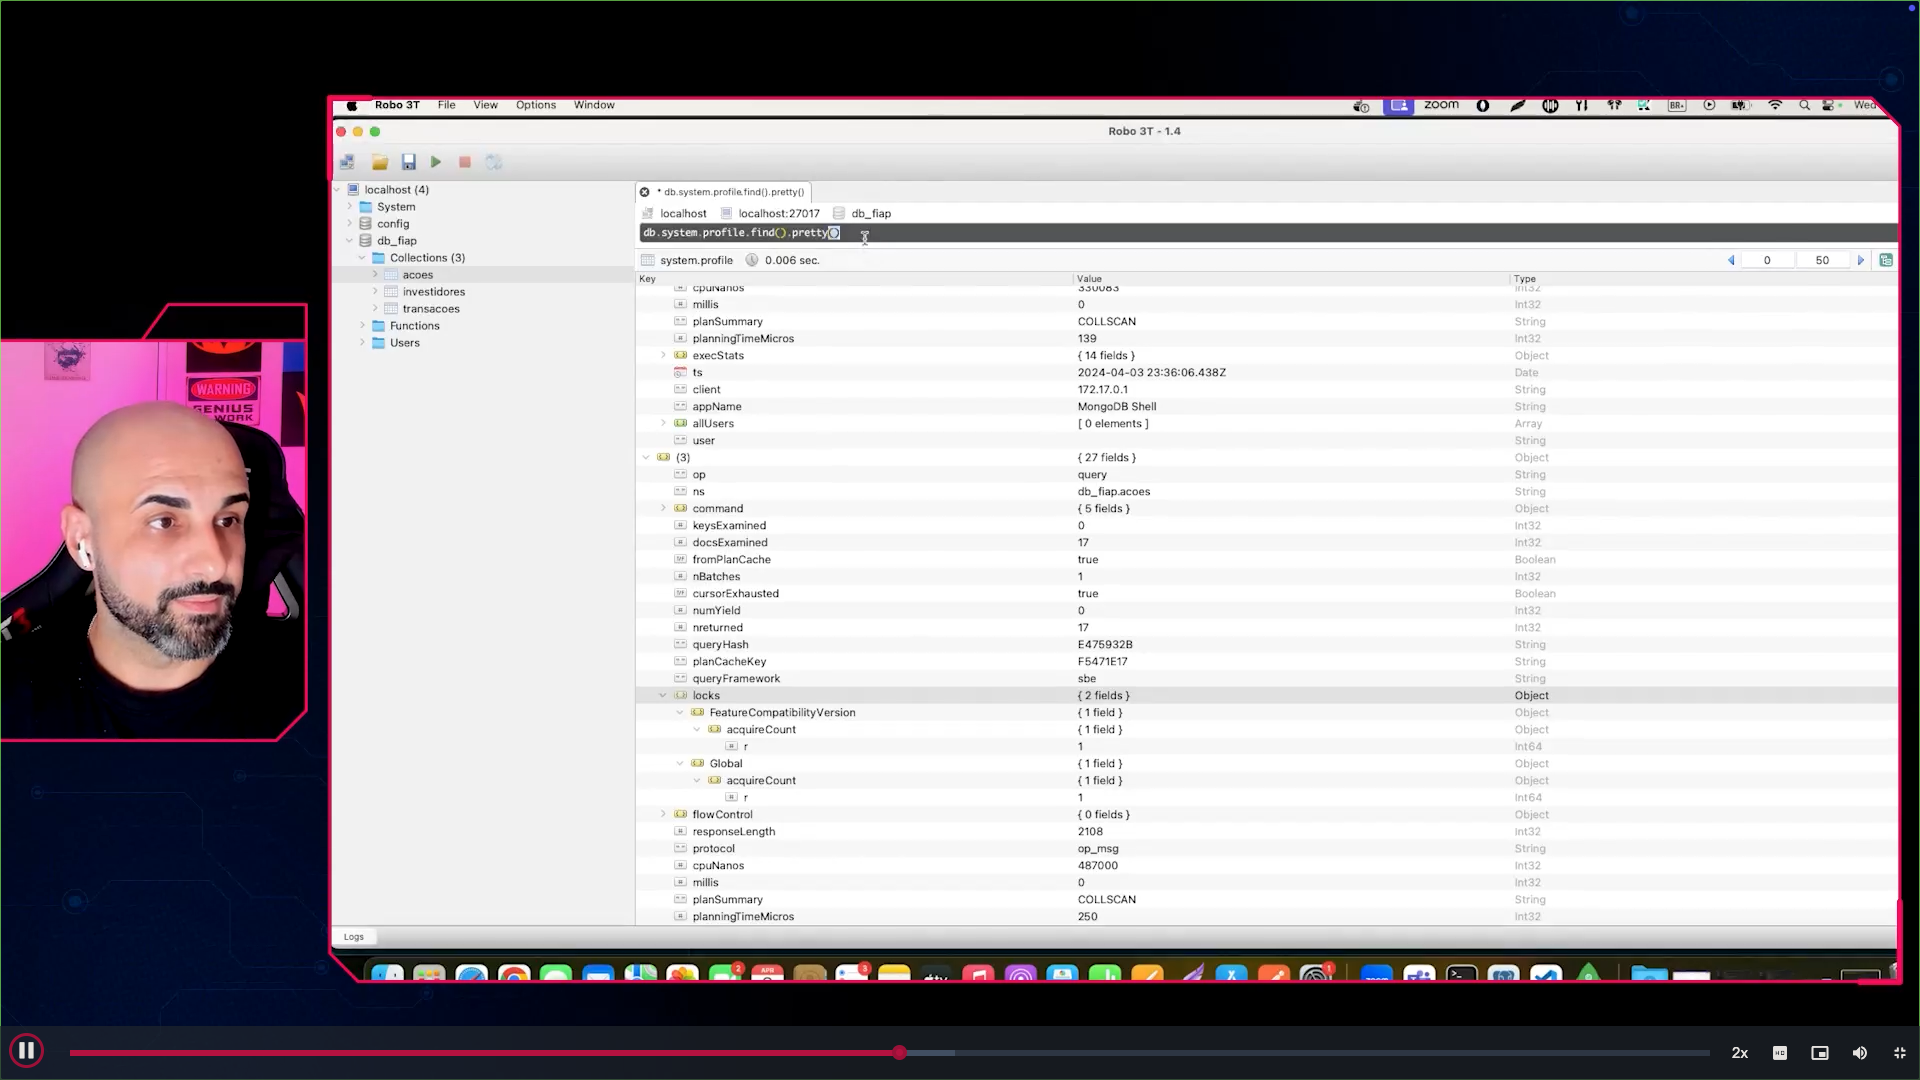 Robo 3T File View Options Window zoom BR Wed
Robo 3T - 1.4
localhost (4)
System
config
db_fiap
Collections (3)
acoes
investidores
transacoes
Functions
Users
* db.system.profile.find().pretty()
localhost localhost:27017 db_fiap
db.system.profile.find().pretty()
system.profile 0.006 sec. 0 50
Key Value Type
cpuNanos 330083 Int32
millis 0 Int32
planSummary COLLSCAN String
planningTimeMicros 139 Int32
execStats { 14 fields } Object
ts 2024-04-03 23:36:06.438Z Date
client 172.17.0.1 String
appName MongoDB Shell String
allUsers [ 0 elements ] Array
user String
(3) { 27 fields } Object
op query String
ns db_fiap.acoes String
command { 5 fields } Object
keysExamined 0 Int32
docsExamined 17 Int32
fromPlanCache true Boolean
nBatches 1 Int32
cursorExhausted true Boolean
numYield 0 Int32
nreturned 17 Int32
queryHash E475932B String
planCacheKey F5471E17 String
queryFramework sbe String
locks { 2 fields } Object
FeatureCompatibilityVersion { 1 field } Object
acquireCount { 1 field } Object
r 1 Int64
Global { 1 field } Object
acquireCount { 1 field } Object
r 1 Int64
flowControl { 0 fields } Object
responseLength 2108 Int32
protocol op_msg String
cpuNanos 487000 Int32
millis 0 Int32
planSummary COLLSCAN String
planningTimeMicros 250 Int32
Logs
WARNING
GENIUS
WORK
2 APR 3 1
2x HD